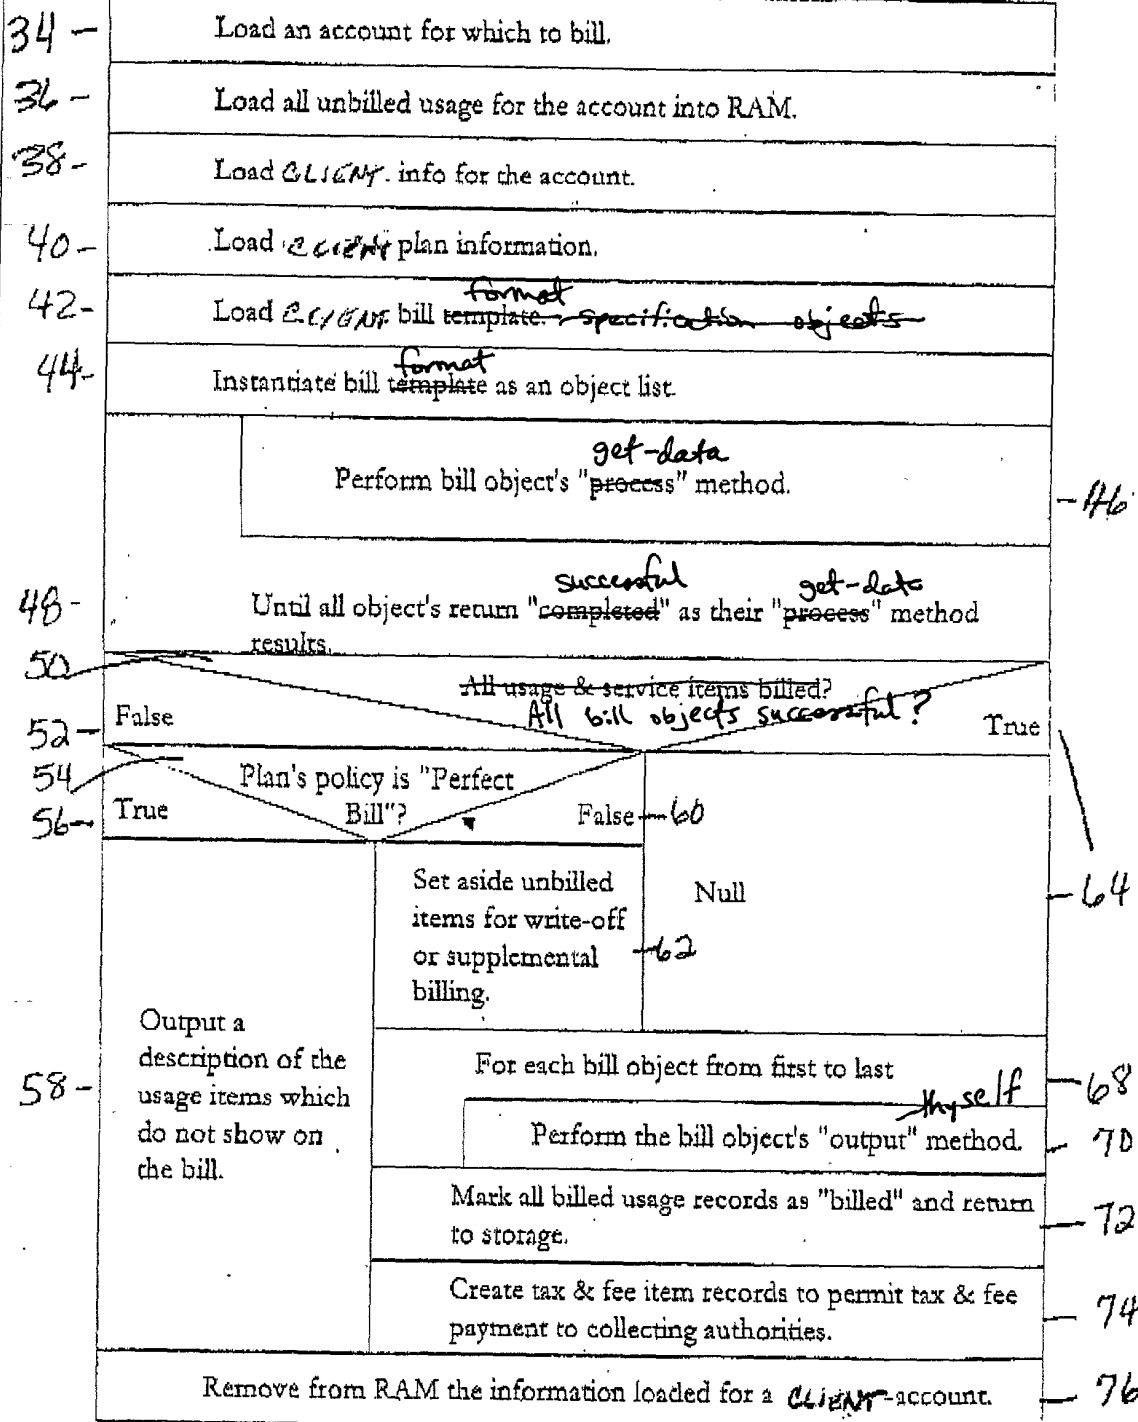 34 - Load an account for which to bill.
36 - Load all unbilled usage for the account into RAM.
38 - Load CLIENT. info for the account.
40 - Load CLIENT plan information.
format
42 - Load CLIENT bill template. specification objects
format
44 - Instantiate bill template as an object list.
get-data
Perform bill object's "process" method. - 46
successful get-data
48 - Until all object's return "completed" as their "process" method
results.
50
All usage & service items billed?
All bill objects successful?
52 - False True
54 Plan's policy is "Perfect
56 - True Bill"? False - 60
Set aside unbilled
items for write-off
or supplemental
billing.
- 62
Null - 64
Output a
description of the
usage items which
do not show on
the bill.
58 -
For each bill object from first to last - 68
thyself
Perform the bill object's "output" method. - 70
Mark all billed usage records as "billed" and return
to storage. - 72
Create tax & fee item records to permit tax & fee
payment to collecting authorities. - 74
Remove from RAM the information loaded for a CLIENT-account. - 76